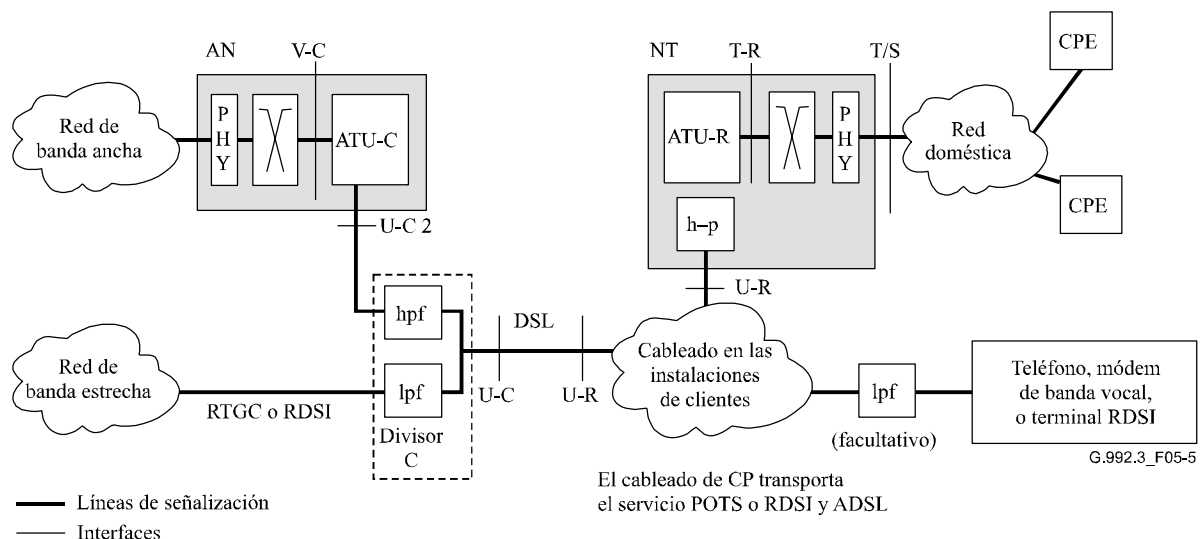 AN
V-C
NT
T-R
T/S
CPE
Red de
banda ancha
P
H
Y
ATU-C
ATU-R
P
H
Y
Red
doméstica
CPE
U-C 2
h–p
U-R
hpf
DSL
Red de
banda estrecha
RTGC o RDSI
lpf
U-C
U-R
Divisor
C
Cableado en las
instalaciones
de clientes
lpf
(facultativo)
Teléfono, módem
de banda vocal,
o terminal RDSI
G.992.3_F05-5
El cableado de CP transporta
el servicio POTS o RDSI y ADSL
Líneas de señalización
Interfaces